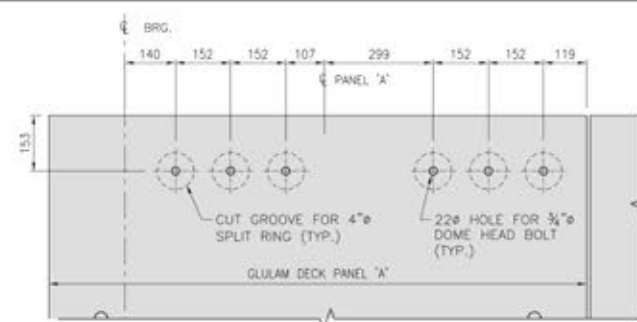 ℄ BRG.
140 152 152 107 299 152 152 119
℄ PANEL 'A'
153
CUT GROOVE FOR 4"ø
SPLIT RING (TYP.)
22ø HOLE FOR ¾"ø
DOME HEAD BOLT
(TYP.)
GLULAM DECK PANEL 'A'